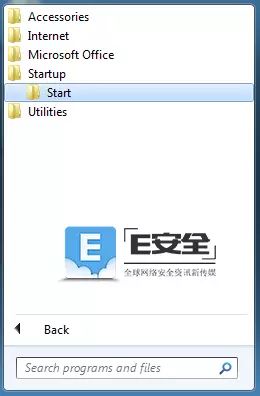 Accessories
Internet
Microsoft Office
Startup
Start
Utilities
E
E安全
全球网络安全资讯新传媒
Back
Search programs and files